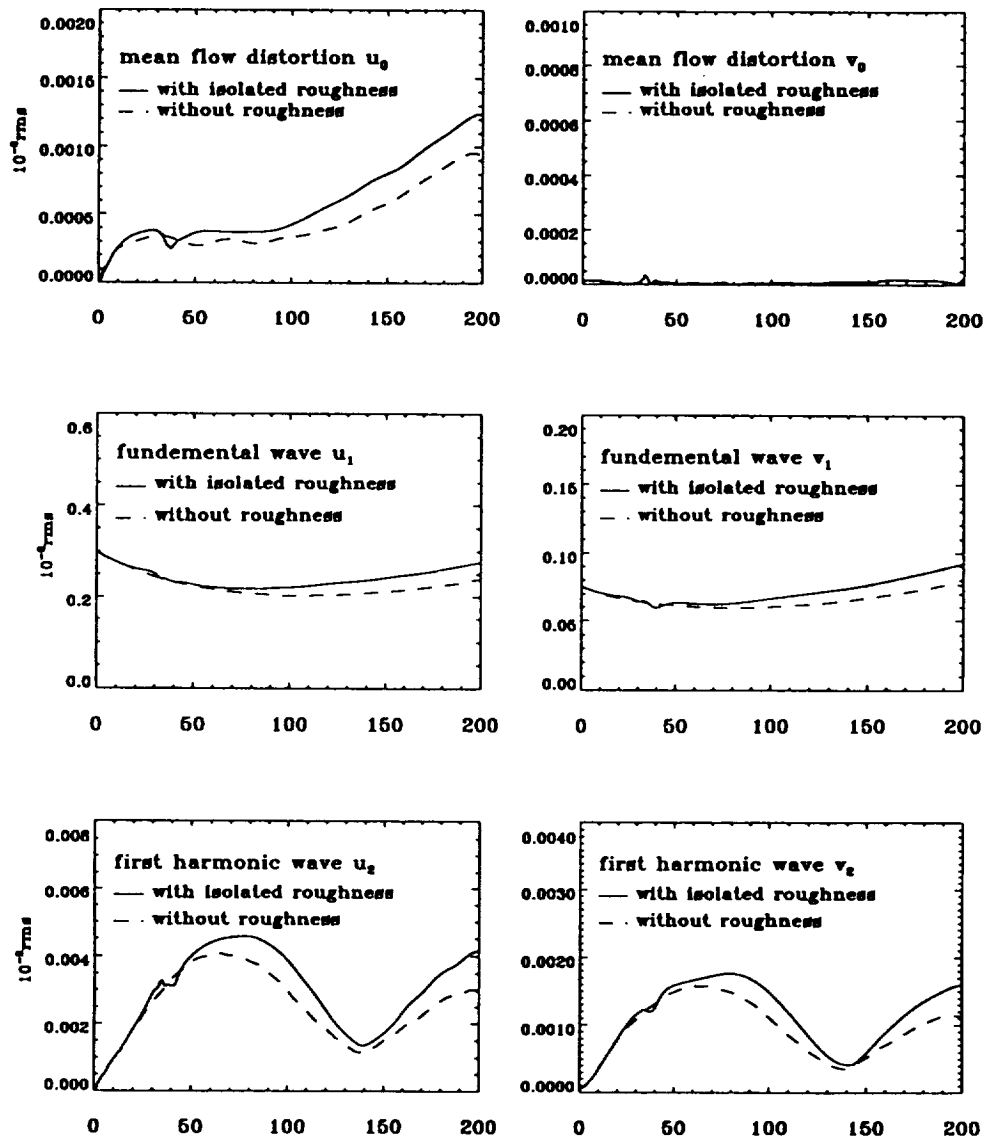 0.0020
mean flow distortion u0
with isolated roughness
without roughness
0.0015
0.0010
0.0005
0.0000
10⁻²rms
0 50 100 150 200
0.0010
mean flow distortion v0
with isolated roughness
without roughness
0.0008
0.0006
0.0004
0.0002
0.0000
0 50 100 150 200
0.6
fundemental wave u1
with isolated roughness
without roughness
0.4
0.2
0.0
rms
0 50 100 150 200
0.20
fundemental wave v1
with isolated roughness
without roughness
0.15
0.10
0.05
0.00
0 50 100 150 200
0.008
first harmonic wave u2
with isolated roughness
without roughness
0.006
0.004
0.002
0.000
rms
0 50 100 150 200
0.0040
first harmonic wave v2
with isolated roughness
without roughness
0.0030
0.0020
0.0010
0.0000
0 50 100 150 200